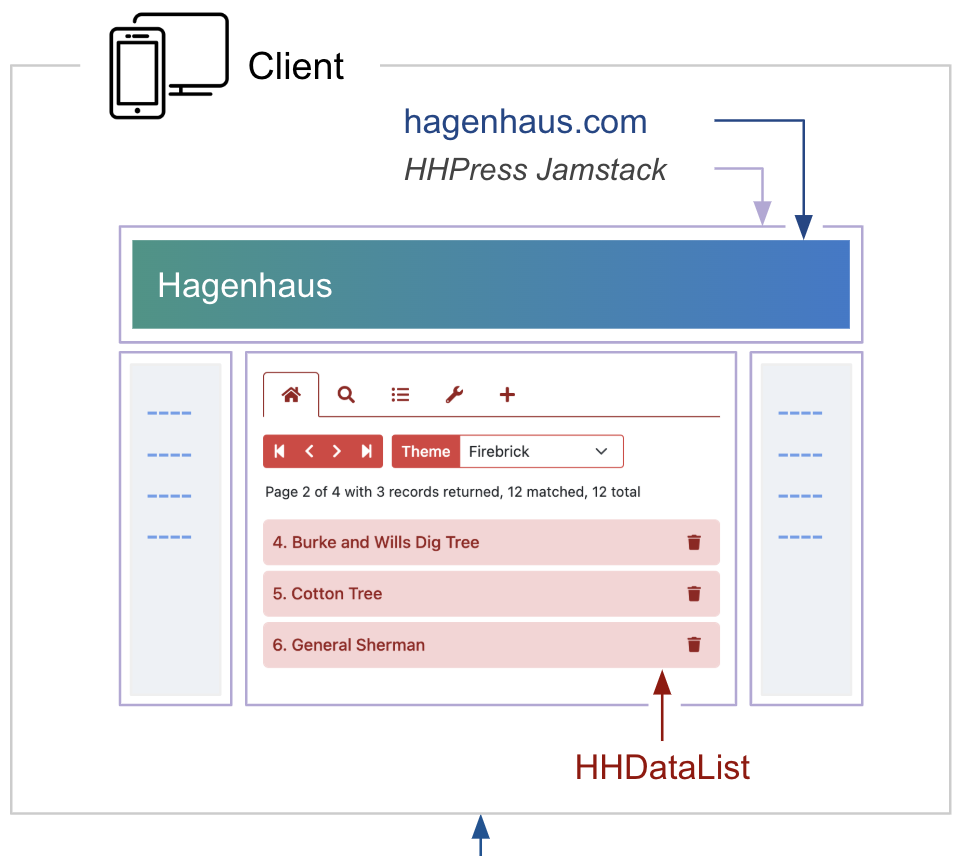 Client
hagenhaus.com
HHPress Jamstack
Hagenhaus
Theme Firebrick
Page 2 of 4 with 3 records returned, 12 matched, 12 total
4. Burke and Wills Dig Tree
5. Cotton Tree
6. General Sherman
HHDataList